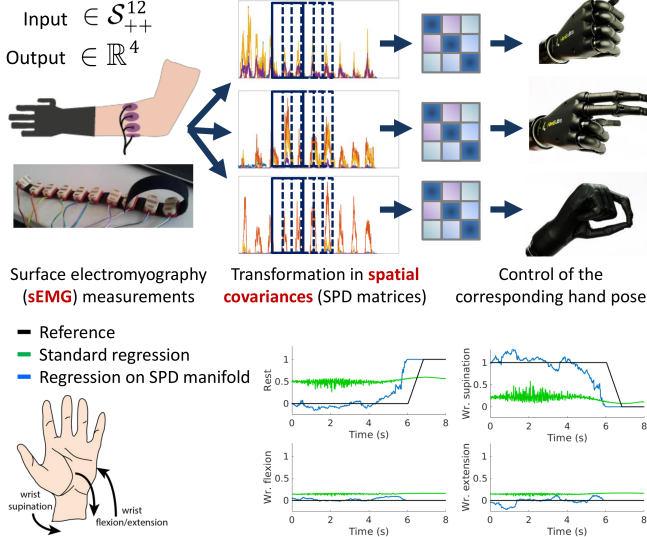 Input ∈ 𝒮₊₊¹²
Output ∈ ℝ⁴
Surface electromyography
(sEMG) measurements
Transformation in spatial
covariances (SPD matrices)
Control of the
corresponding hand pose
Reference
Standard regression
Regression on SPD manifold
wrist
supination
wrist
flexion/extension
Rest
1
0.5
0
0 2 4 6 8
Time (s)
Wr. supination
1
0.5
0
0 2 4 6 8
Time (s)
Wr. flexion
1
0.5
0
0 2 4 6 8
Time (s)
Wr. extension
1
0.5
0
0 2 4 6 8
Time (s)